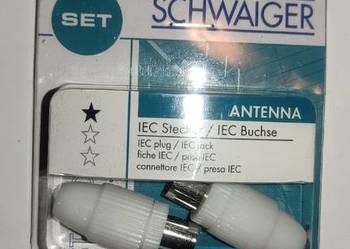 SET
SCHWAIGER
ANTENNA
IEC Stecker / IEC Buchse
IEC plug / IEC jack
fiche IEC / prise IEC
connettore IEC / presa IEC